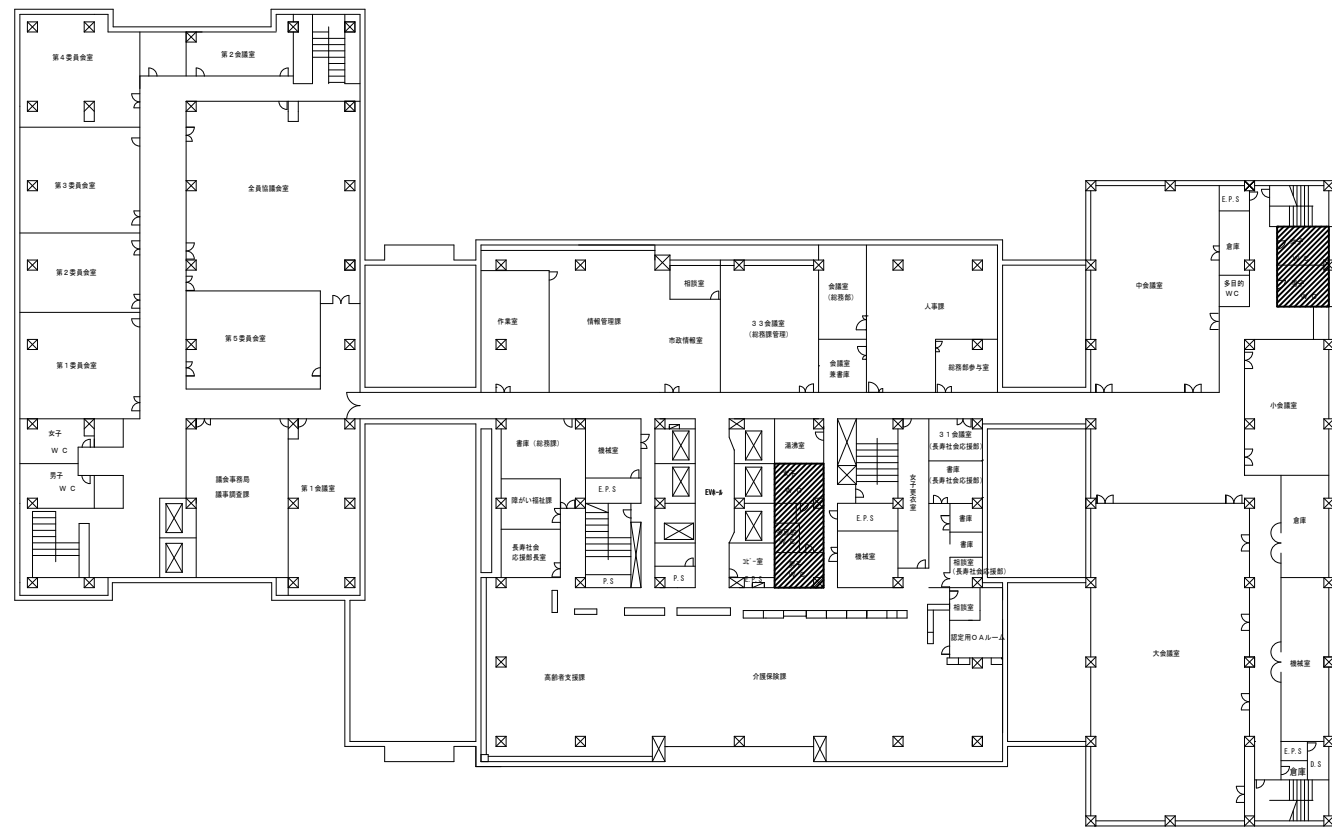 第４委員会室
第２会議室
第３委員会室
全員協議会室
第２委員会室
第１委員会室
第５委員会室
女子
ＷＣ
男子
ＷＣ
議会事務局
議事調査課
第１会議室
作業室
情報管理課
相談室
市政情報室
３３会議室
(総務課管理)
会議室
(総務部)
会議室
兼書庫
人事課
総務部参与室
書庫（総務課）
機械室
E.P.S
障がい福祉課
長寿社会
応援部長室
P.S
P.S
EVホール
湯沸室
コピー室
E.P.S
E.P.S
機械室
女子更衣室
３１会議室
(長寿社会応援部)
書庫
(長寿社会応援部)
書庫
書庫
相談室
(長寿社会応援部)
相談室
認定用ＯＡルーム
高齢者支援課
介護保険課
中会議室
E.P.S
倉庫
多目的
ＷＣ
小会議室
大会議室
倉庫
機械室
E.P.S
D.S
倉庫